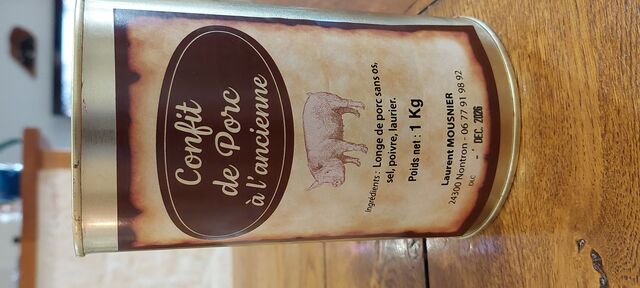 Confit
de Porc
à l'ancienne
Ingrédients : Longe de porc sans os,
sel, poivre, laurier.
Poids net : 1 Kg
Laurent MOUSNIER
24300 Nontron - 06 77 91 98 92
DLC - DEC. 2026